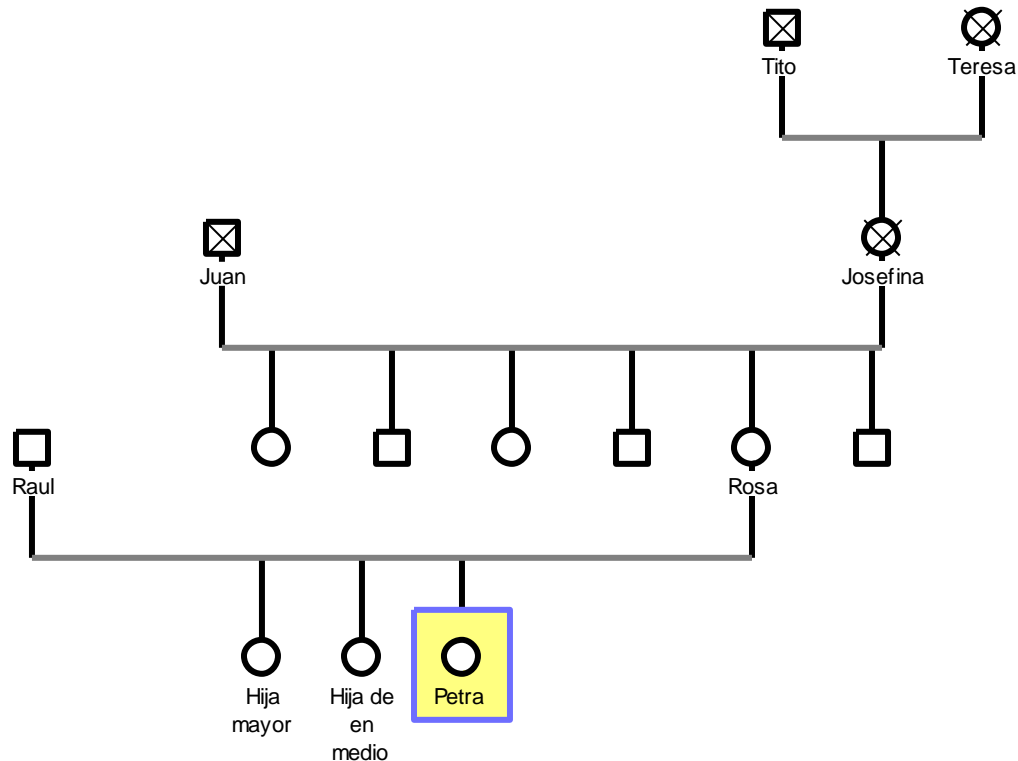 Tito
Teresa
Juan
Josefina
Raul
Rosa
Hija
mayor
Hija de
en
medio
Petra